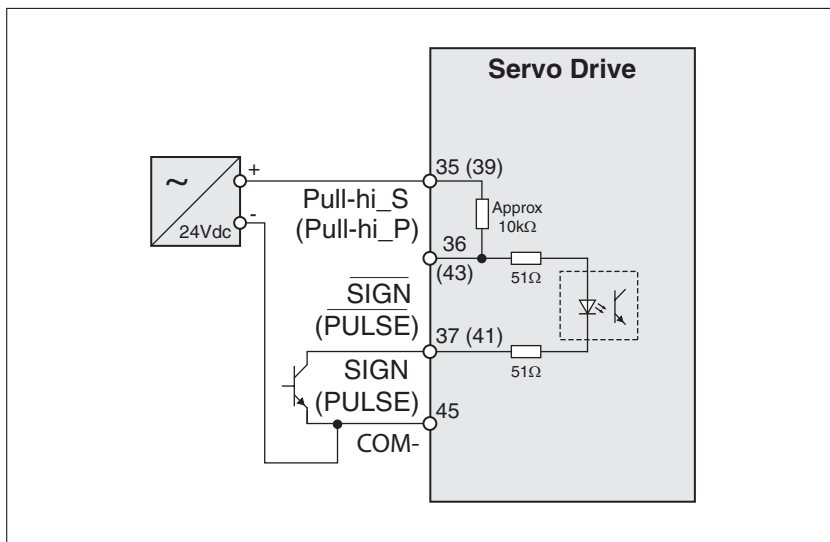 Servo Drive
~
24Vdc
+
-
35 (39)
Pull-hi_S
(Pull-hi_P)
Approx
10kΩ
36
(43)
51Ω
SIGN
(PULSE)
37 (41)
51Ω
SIGN
(PULSE)
45
COM-